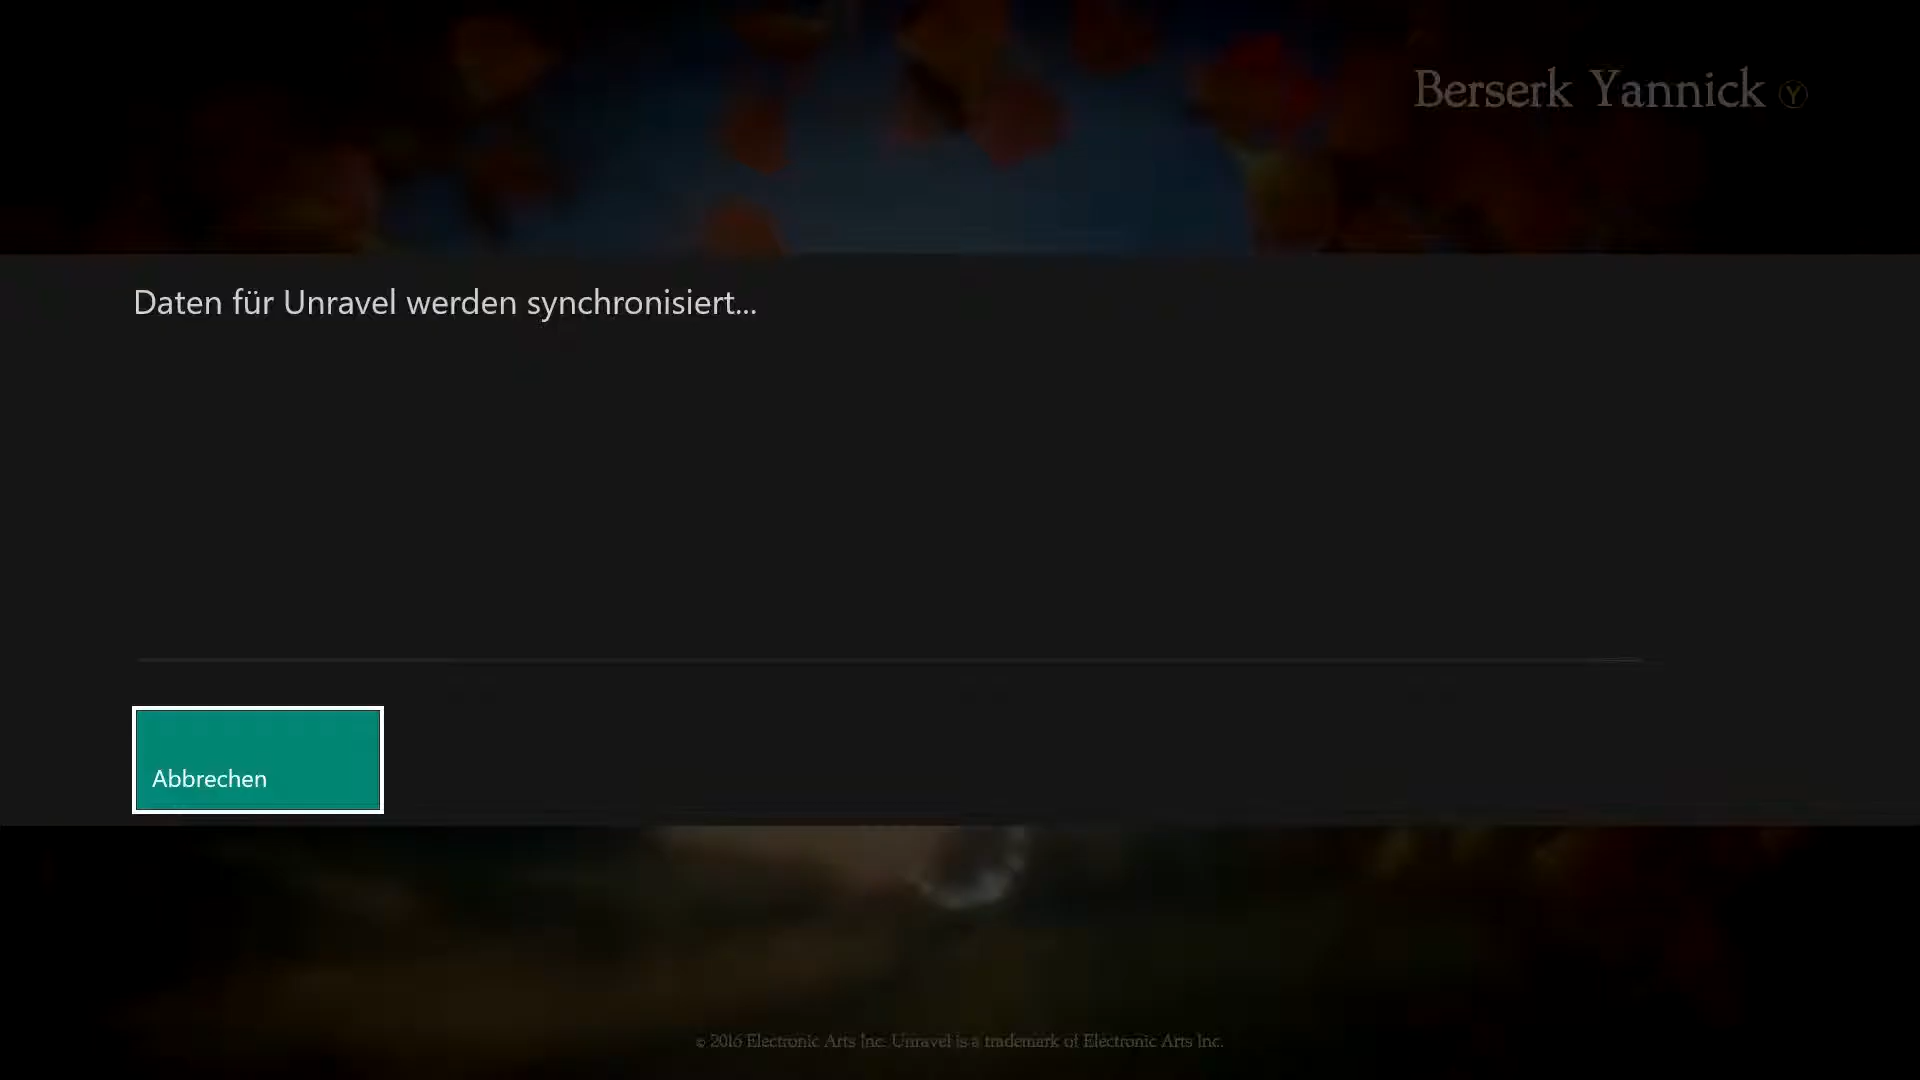 Berserk Yannick Ⓨ
Daten für Unravel werden synchronisiert...
Abbrechen
© 2016 Electronic Arts Inc. Unravel is a trademark of Electronic Arts Inc.